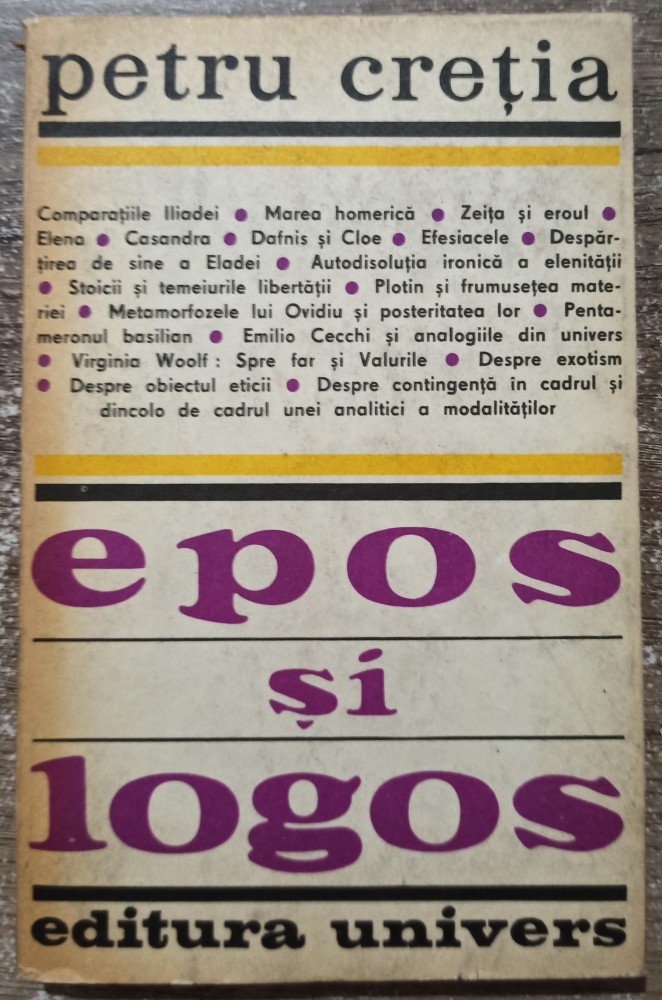 petru creția
Comparațiile Iliadei ● Marea homerică ● Zeița și eroul ●
Elena ● Casandra ● Dafnis și Cloe ● Efesiacele ● Despăr-
țirea de sine a Eladei ● Autodisoluția ironică a elenității
● Stoicii și temeiurile libertății ● Plotin și frumusețea mate-
riei ● Metamorfozele lui Ovidiu și posteritatea lor ● Penta-
meronul basilian ● Emilio Cecchi și analogiile din univers
● Virginia Woolf : Spre far și Valurile ● Despre exotism
● Despre obiectul eticii ● Despre contingență în cadrul și
dincolo de cadrul unei analitici a modalităților
epos
și
logos
editura univers